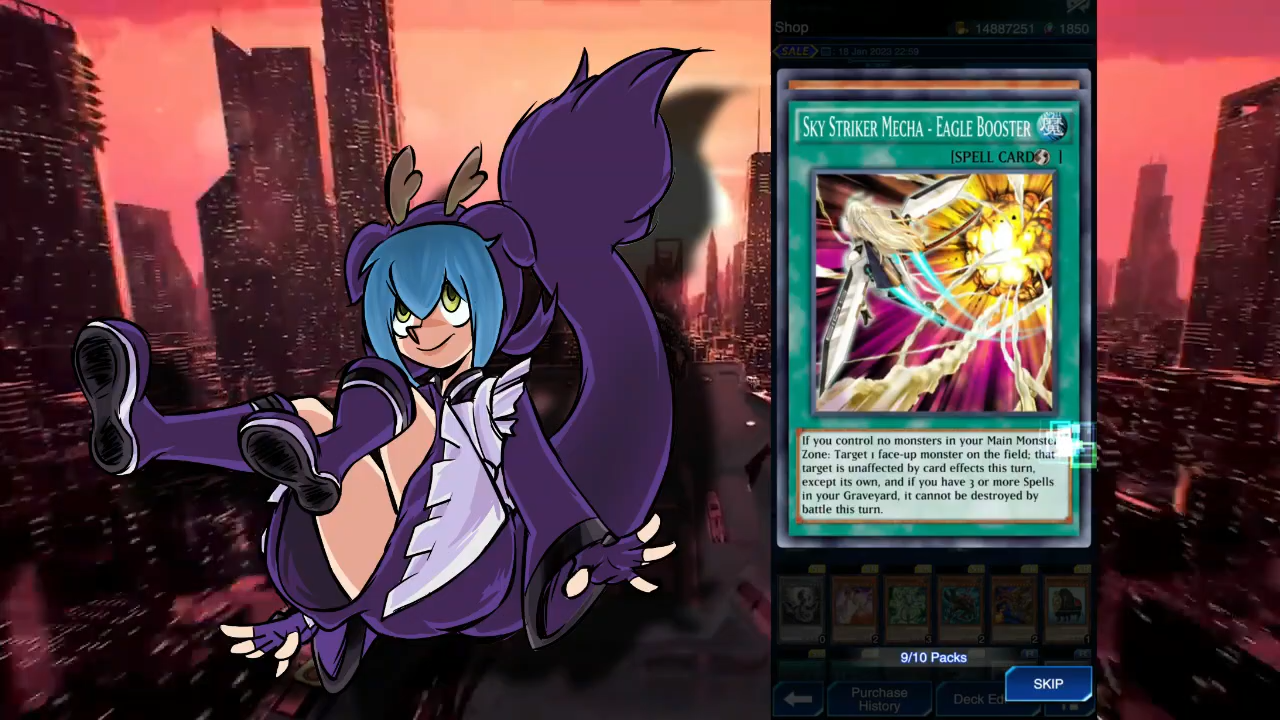 Shop
14887251
1850
SALE
18 Jan 2023 22:59
SKY STRIKER MECHA - EAGLE BOOSTER
[SPELL CARD ]
If you control no monsters in your Main Monster
Zone: Target 1 face-up monster on the field; that
target is unaffected by card effects this turn,
except its own, and if you have 3 or more Spells
in your Graveyard, it cannot be destroyed by
battle this turn.
9/10 Packs
SKIP
Purchase
History
Deck Ed